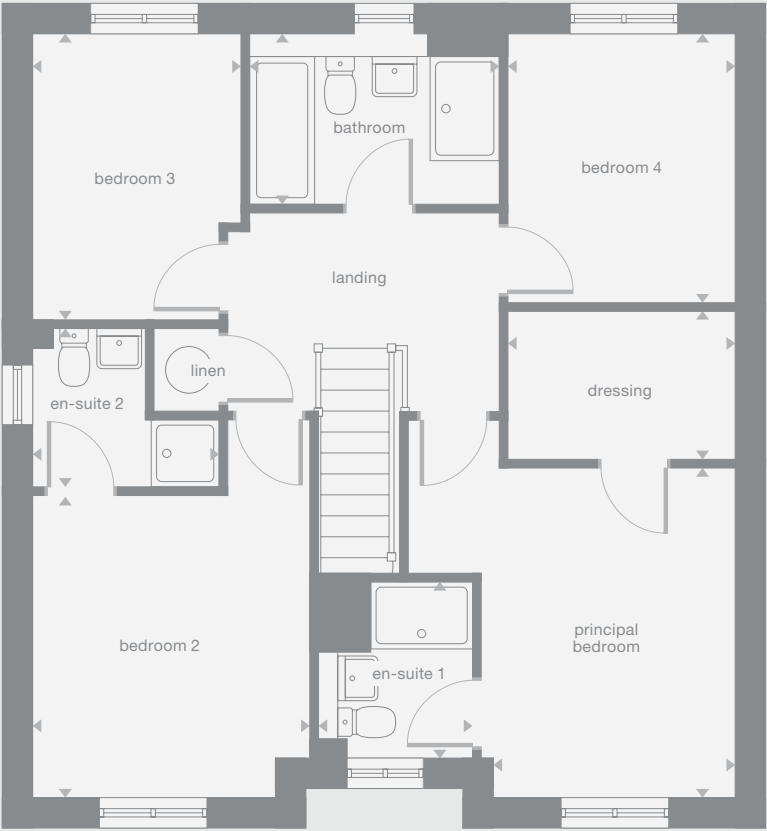 bathroom
bedroom 3
bedroom 4
landing
linen
dressing
en-suite 2
principal
bedroom
bedroom 2
en-suite 1